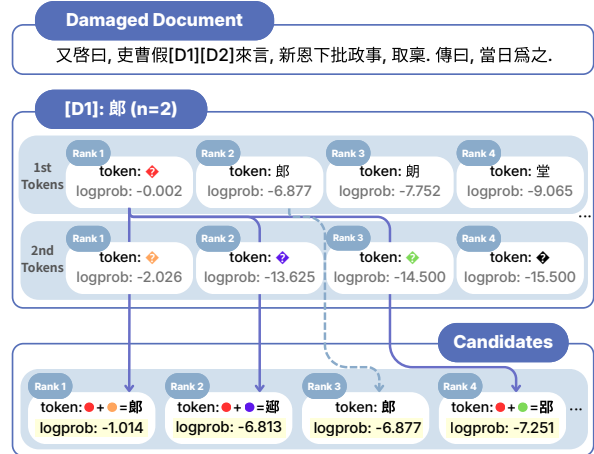 Damaged Document
又啓曰, 吏曹假[D1][D2]來言, 新恩下批政事, 取稟. 傳曰, 當日爲之.
[D1]: 郞 (n=2)
1st Tokens
Rank 1
token: �
logprob: -0.002
Rank 2
token: 郎
logprob: -6.877
Rank 3
token: 朗
logprob: -7.752
Rank 4
token: 堂
logprob: -9.065
...
2nd Tokens
Rank 1
token: �
logprob: -2.026
Rank 2
token: �
logprob: -13.625
Rank 3
token: �
logprob: -14.500
Rank 4
token: �
logprob: -15.500
Candidates
Rank 1
token:●+●=郞
logprob: -1.014
Rank 2
token:●+●=
logprob: -6.813
Rank 3
token: 郎
logprob: -6.877
Rank 4
token:●+●=
logprob: -7.251
...